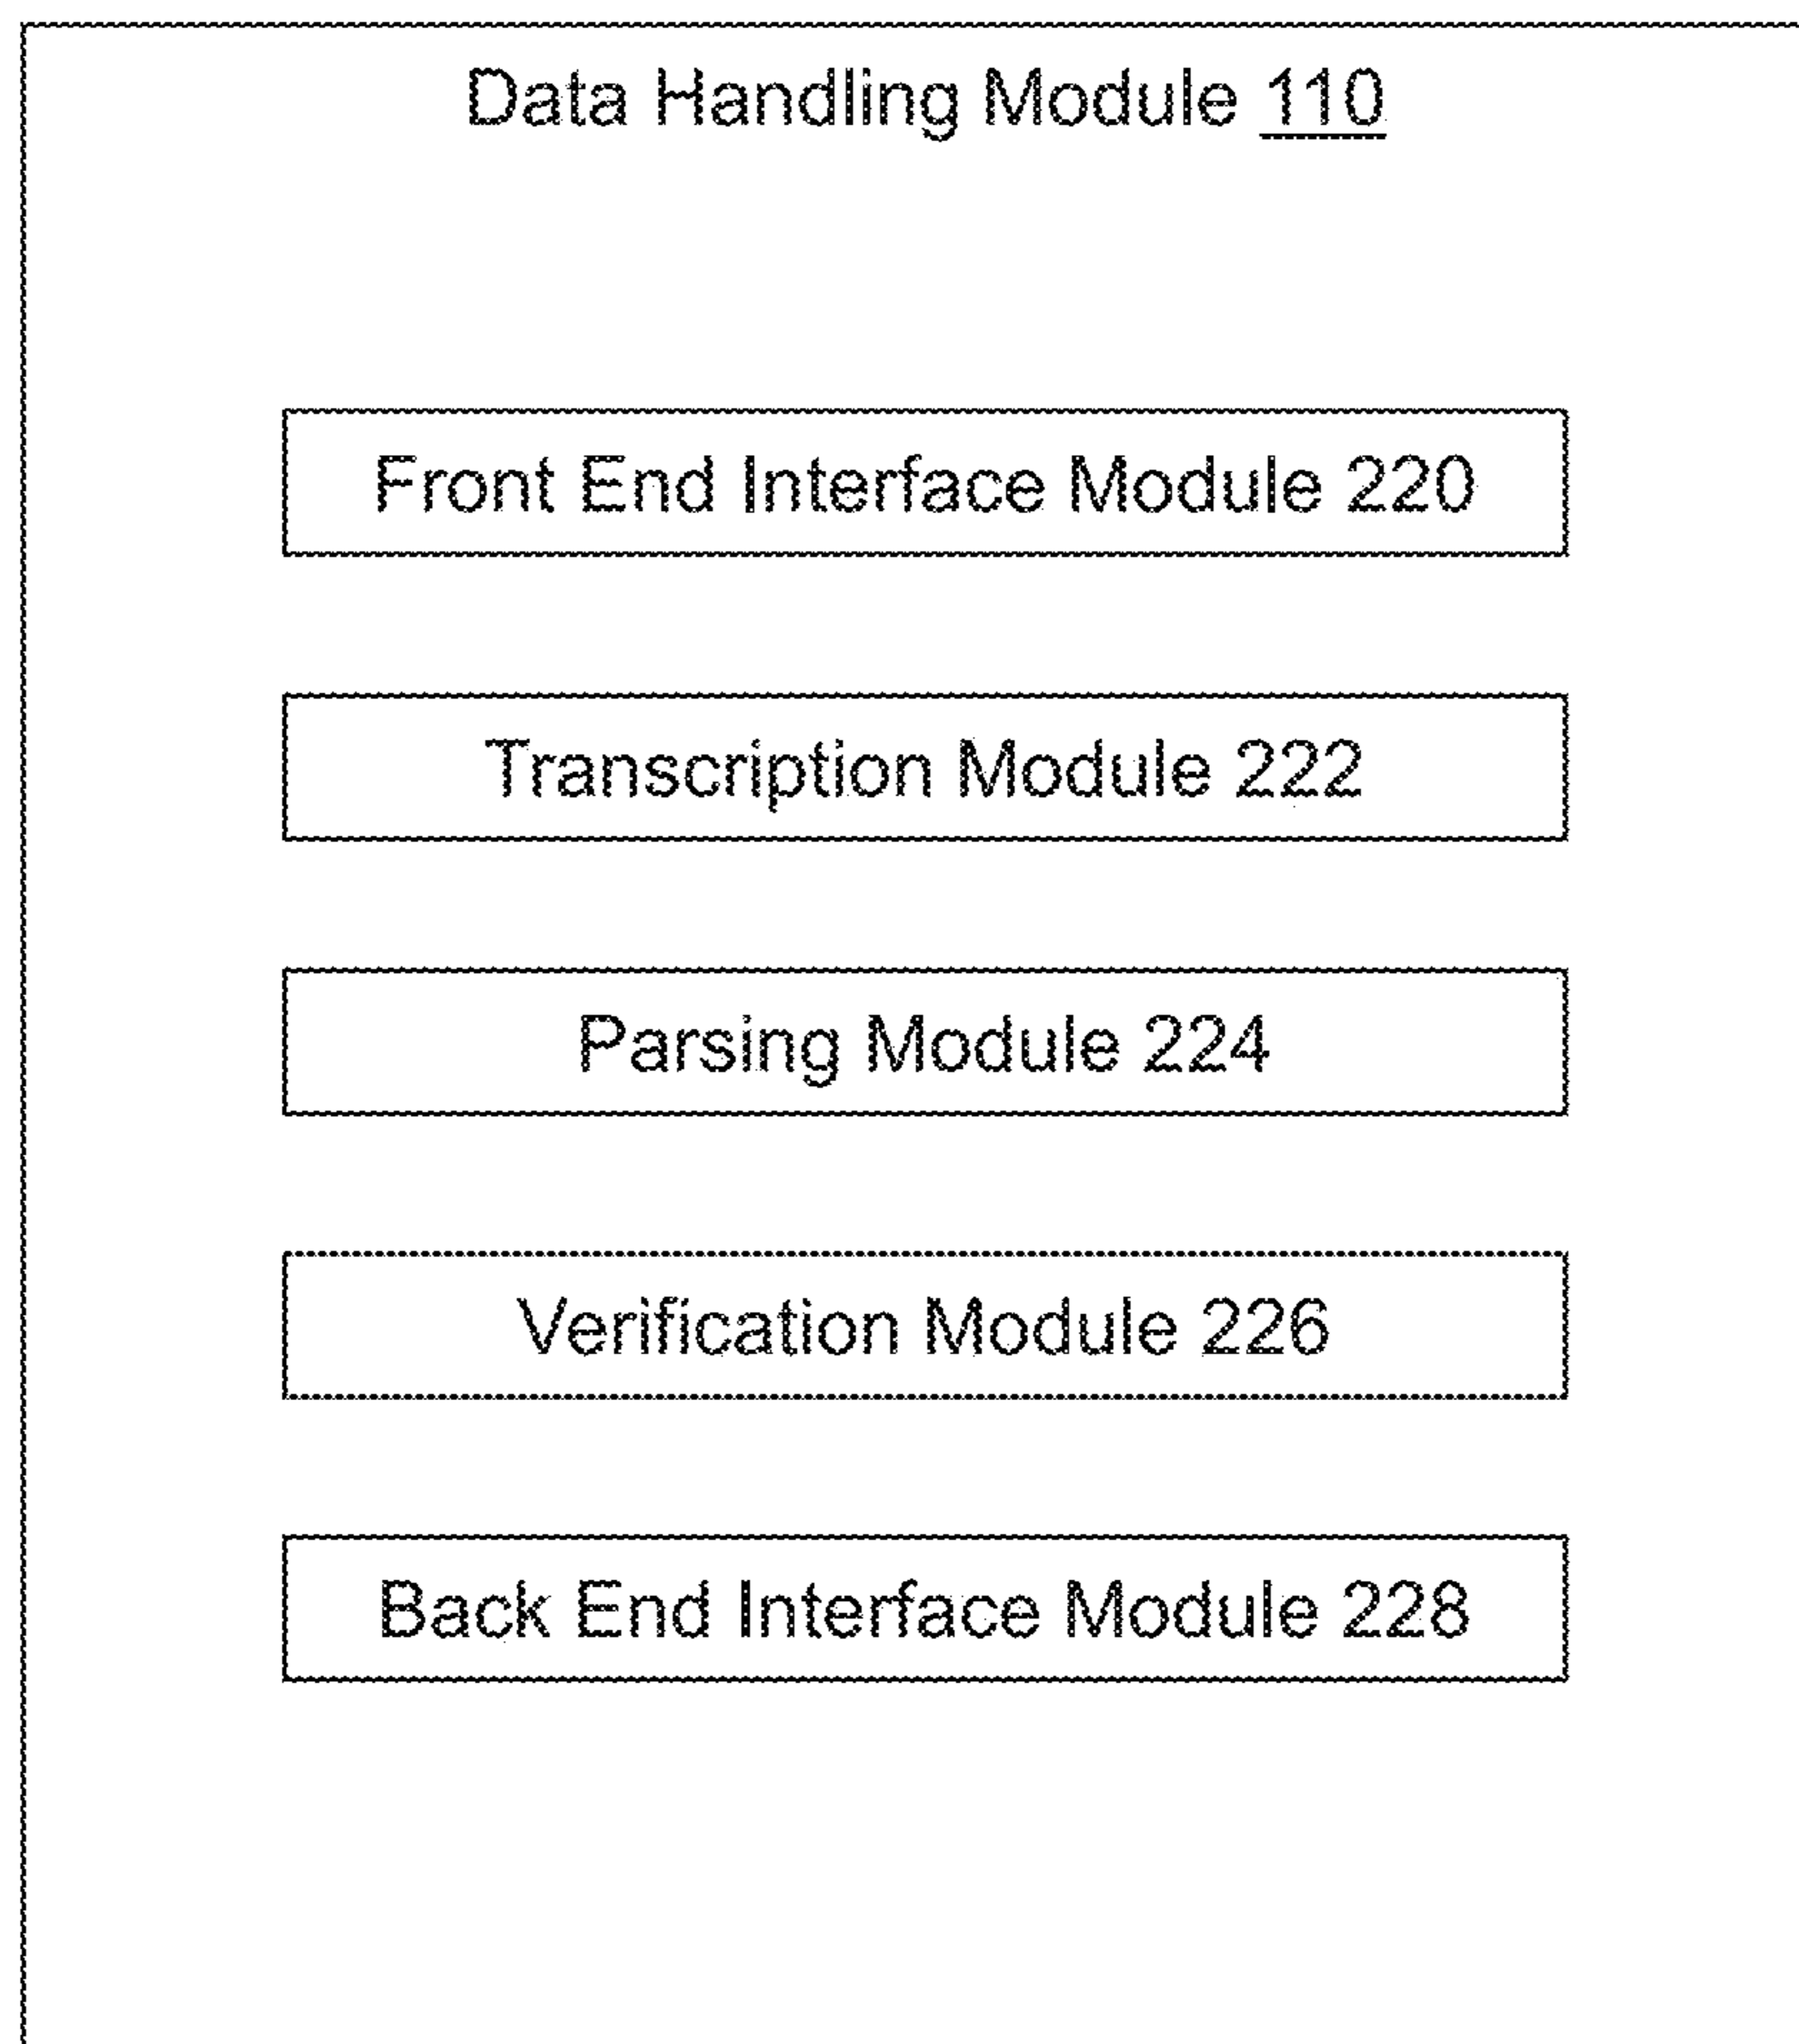 Data Handling Module 110
Front End Interface Module 220
Transcription Module 222
Parsing Module 224
Verification Module 226
Back End Interface Module 228